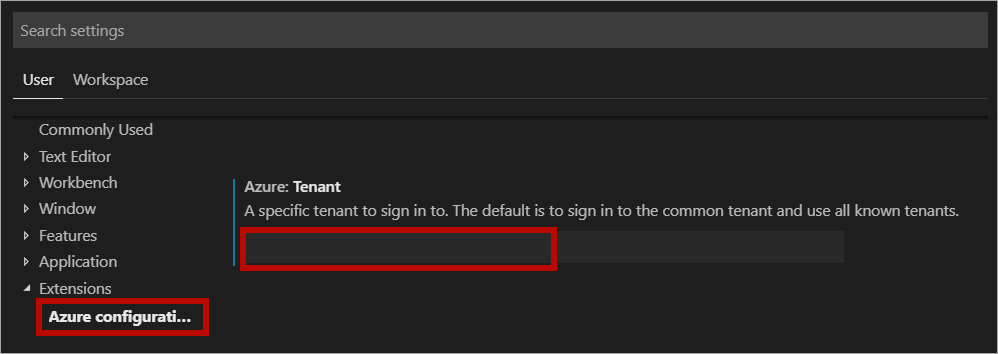 Search settings
User Workspace
Commonly Used
Text Editor
Workbench
Window
Features
Application
Extensions
Azure configurati...
Azure: Tenant
A specific tenant to sign in to. The default is to sign in to the common tenant and use all known tenants.